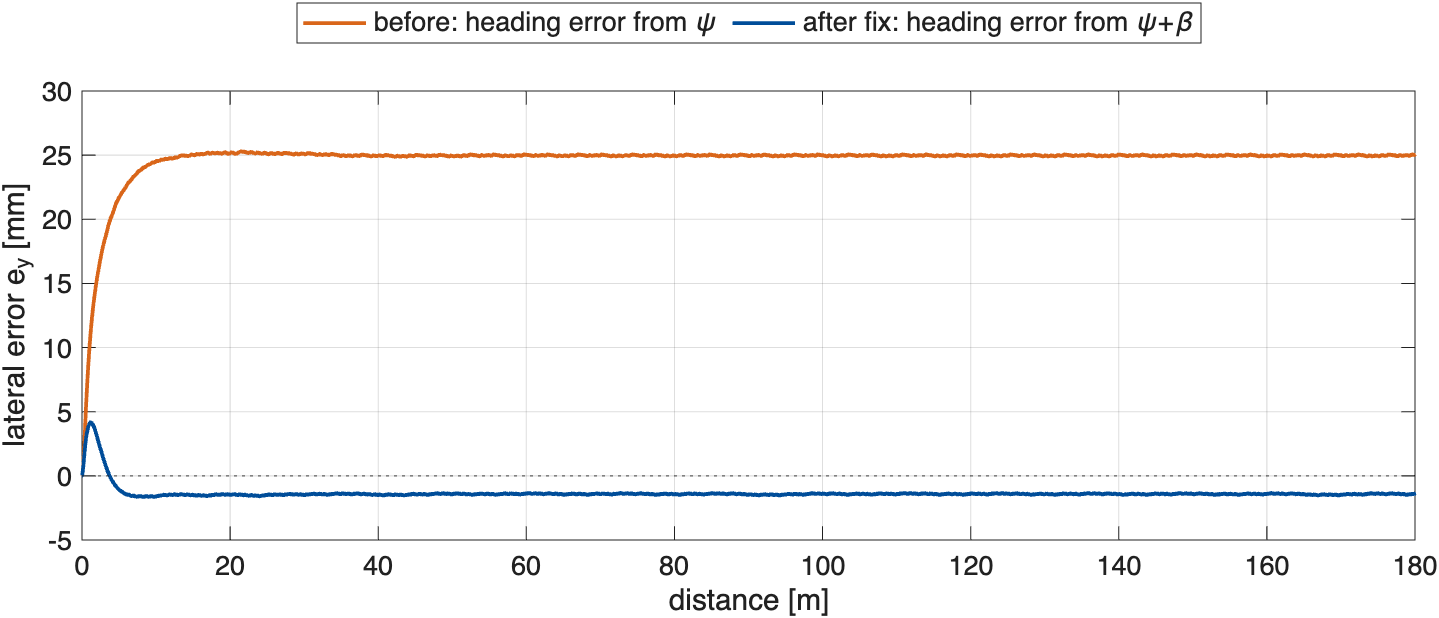 before: heading error from ψ after fix: heading error from ψ+β
30
25
20
15
10
5
0
-5
lateral error e_y [mm]
0 20 40 60 80 100 120 140 160 180
distance [m]